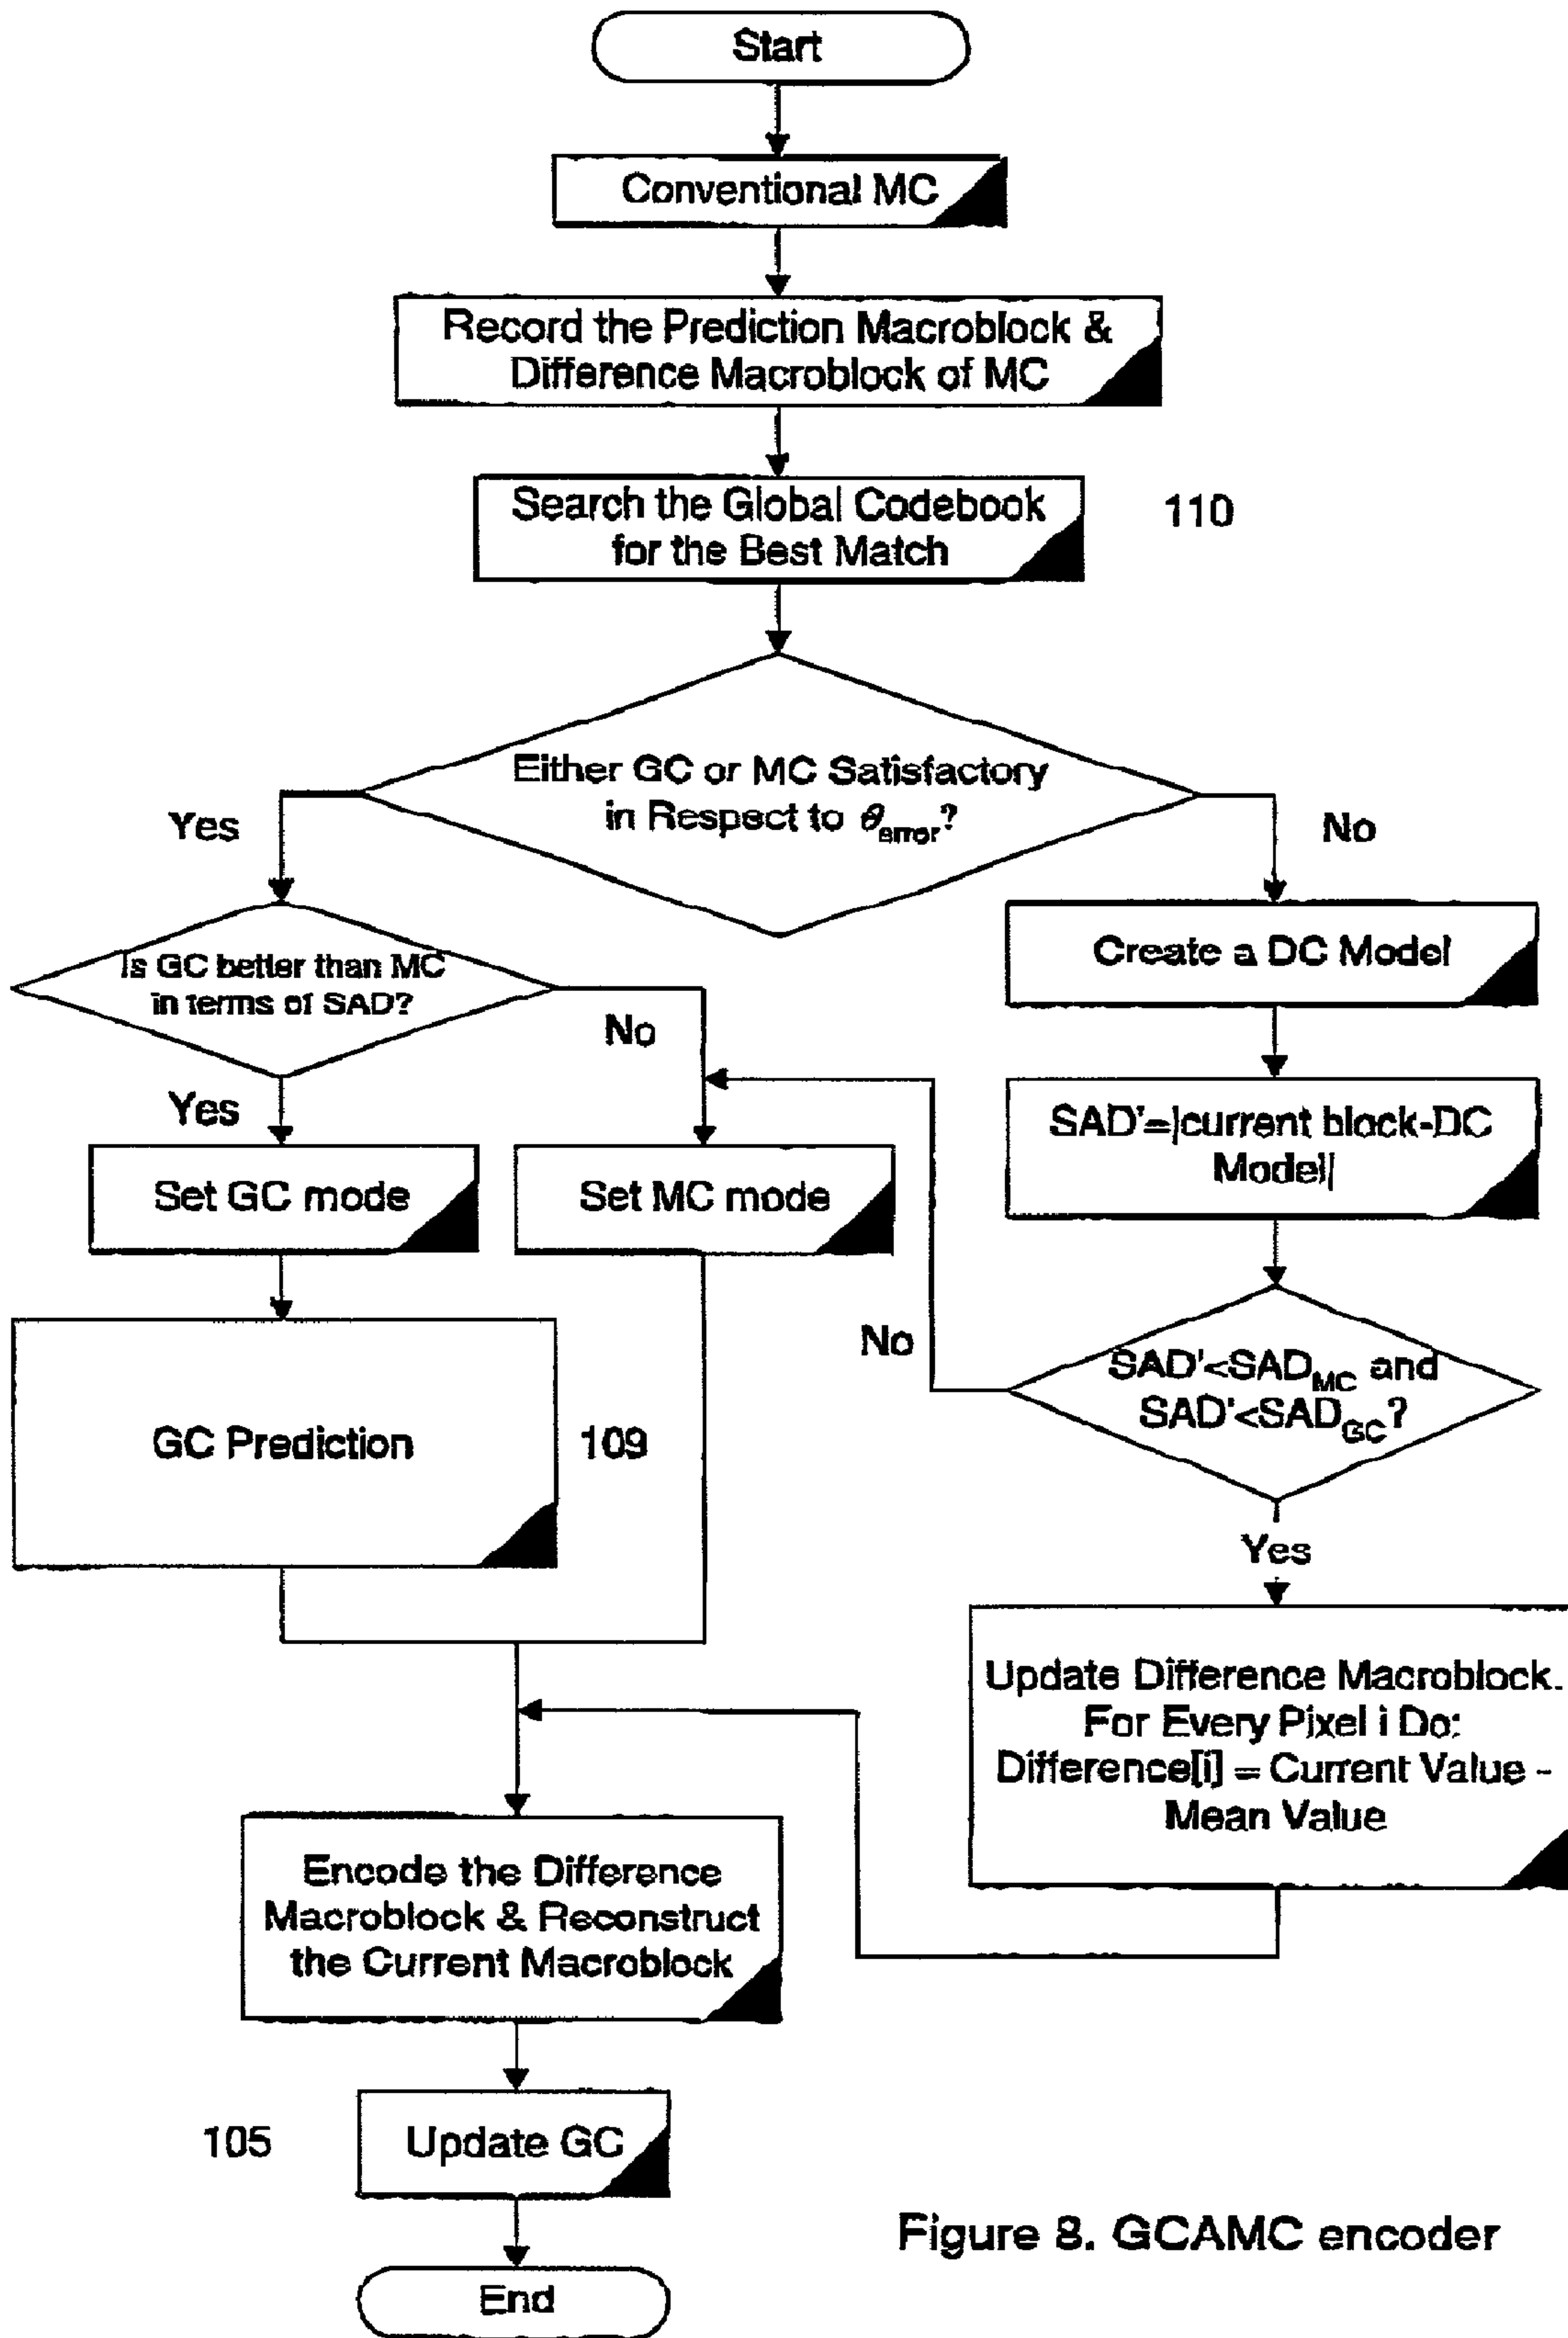 Start
Conventional MC
Record the Prediction Macroblock &
Difference Macroblock of MC
Search the Global Codebook
for the Best Match
110
Either GC or MC Satisfactory
in Respect to θerror?
Yes
No
Is GC better than MC
in terms of SAD?
Create a DC Model
No
Yes
SAD'=|current block-DC
Model|
Set GC mode
Set MC mode
No
SAD'<SADMC and
SAD'<SADGC?
GC Prediction
109
Yes
Update Difference Macroblock.
For Every Pixel i Do:
Difference[i] = Current Value -
Mean Value
Encode the Difference
Macroblock & Reconstruct
the Current Macroblock
105
Update GC
Figure 8. GCAMC encoder
End